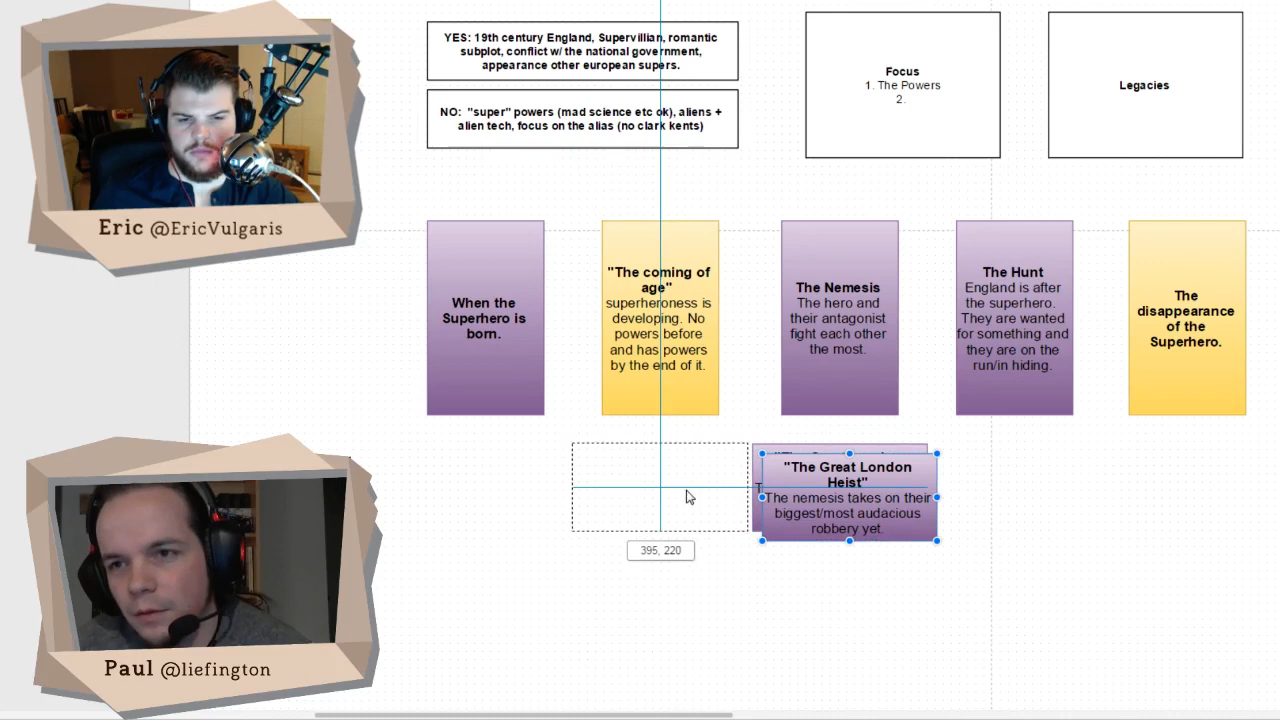 YES: 19th century England, Supervillian, romantic
subplot, conflict w/ the national government,
appearance other european supers.
NO: "super" powers (mad science etc ok), aliens +
alien tech, focus on the alias (no clark kents)
Focus
1. The Powers
2.
Legacies
Eric @EricVulgaris
When the
Superhero is
born.
"The coming of
age"
superheroness is
developing. No
powers before
and has powers
by the end of it.
The Nemesis
The hero and
their antagonist
fight each other
the most.
The Hunt
England is after
the superhero.
They are wanted
for something and
they are on the
run/in hiding.
The
disappearance
of the
Superhero.
"The Great London
Heist"
The nemesis takes on their
biggest/most audacious
robbery yet.
395, 220
Paul @liefington